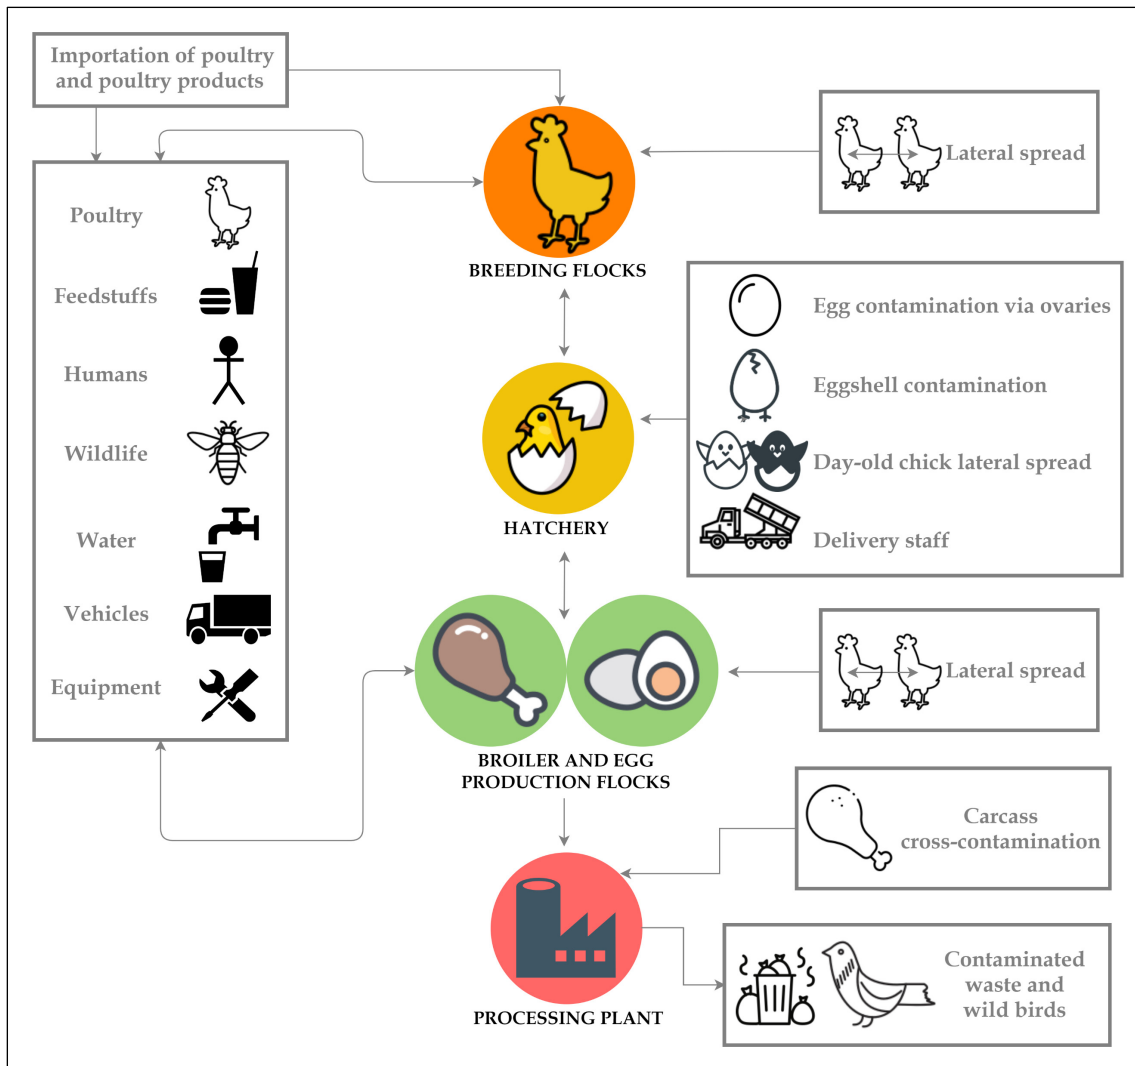 Importation of poultry
and poultry products
Lateral spread
Poultry
Feedstuffs
Humans
Wildlife
Water
Vehicles
Equipment
BREEDING FLOCKS
Egg contamination via ovaries
Eggshell contamination
Day-old chick lateral spread
Delivery staff
HATCHERY
Lateral spread
BROILER AND EGG
PRODUCTION FLOCKS
Carcass
cross-contamination
PROCESSING PLANT
Contaminated
waste and
wild birds